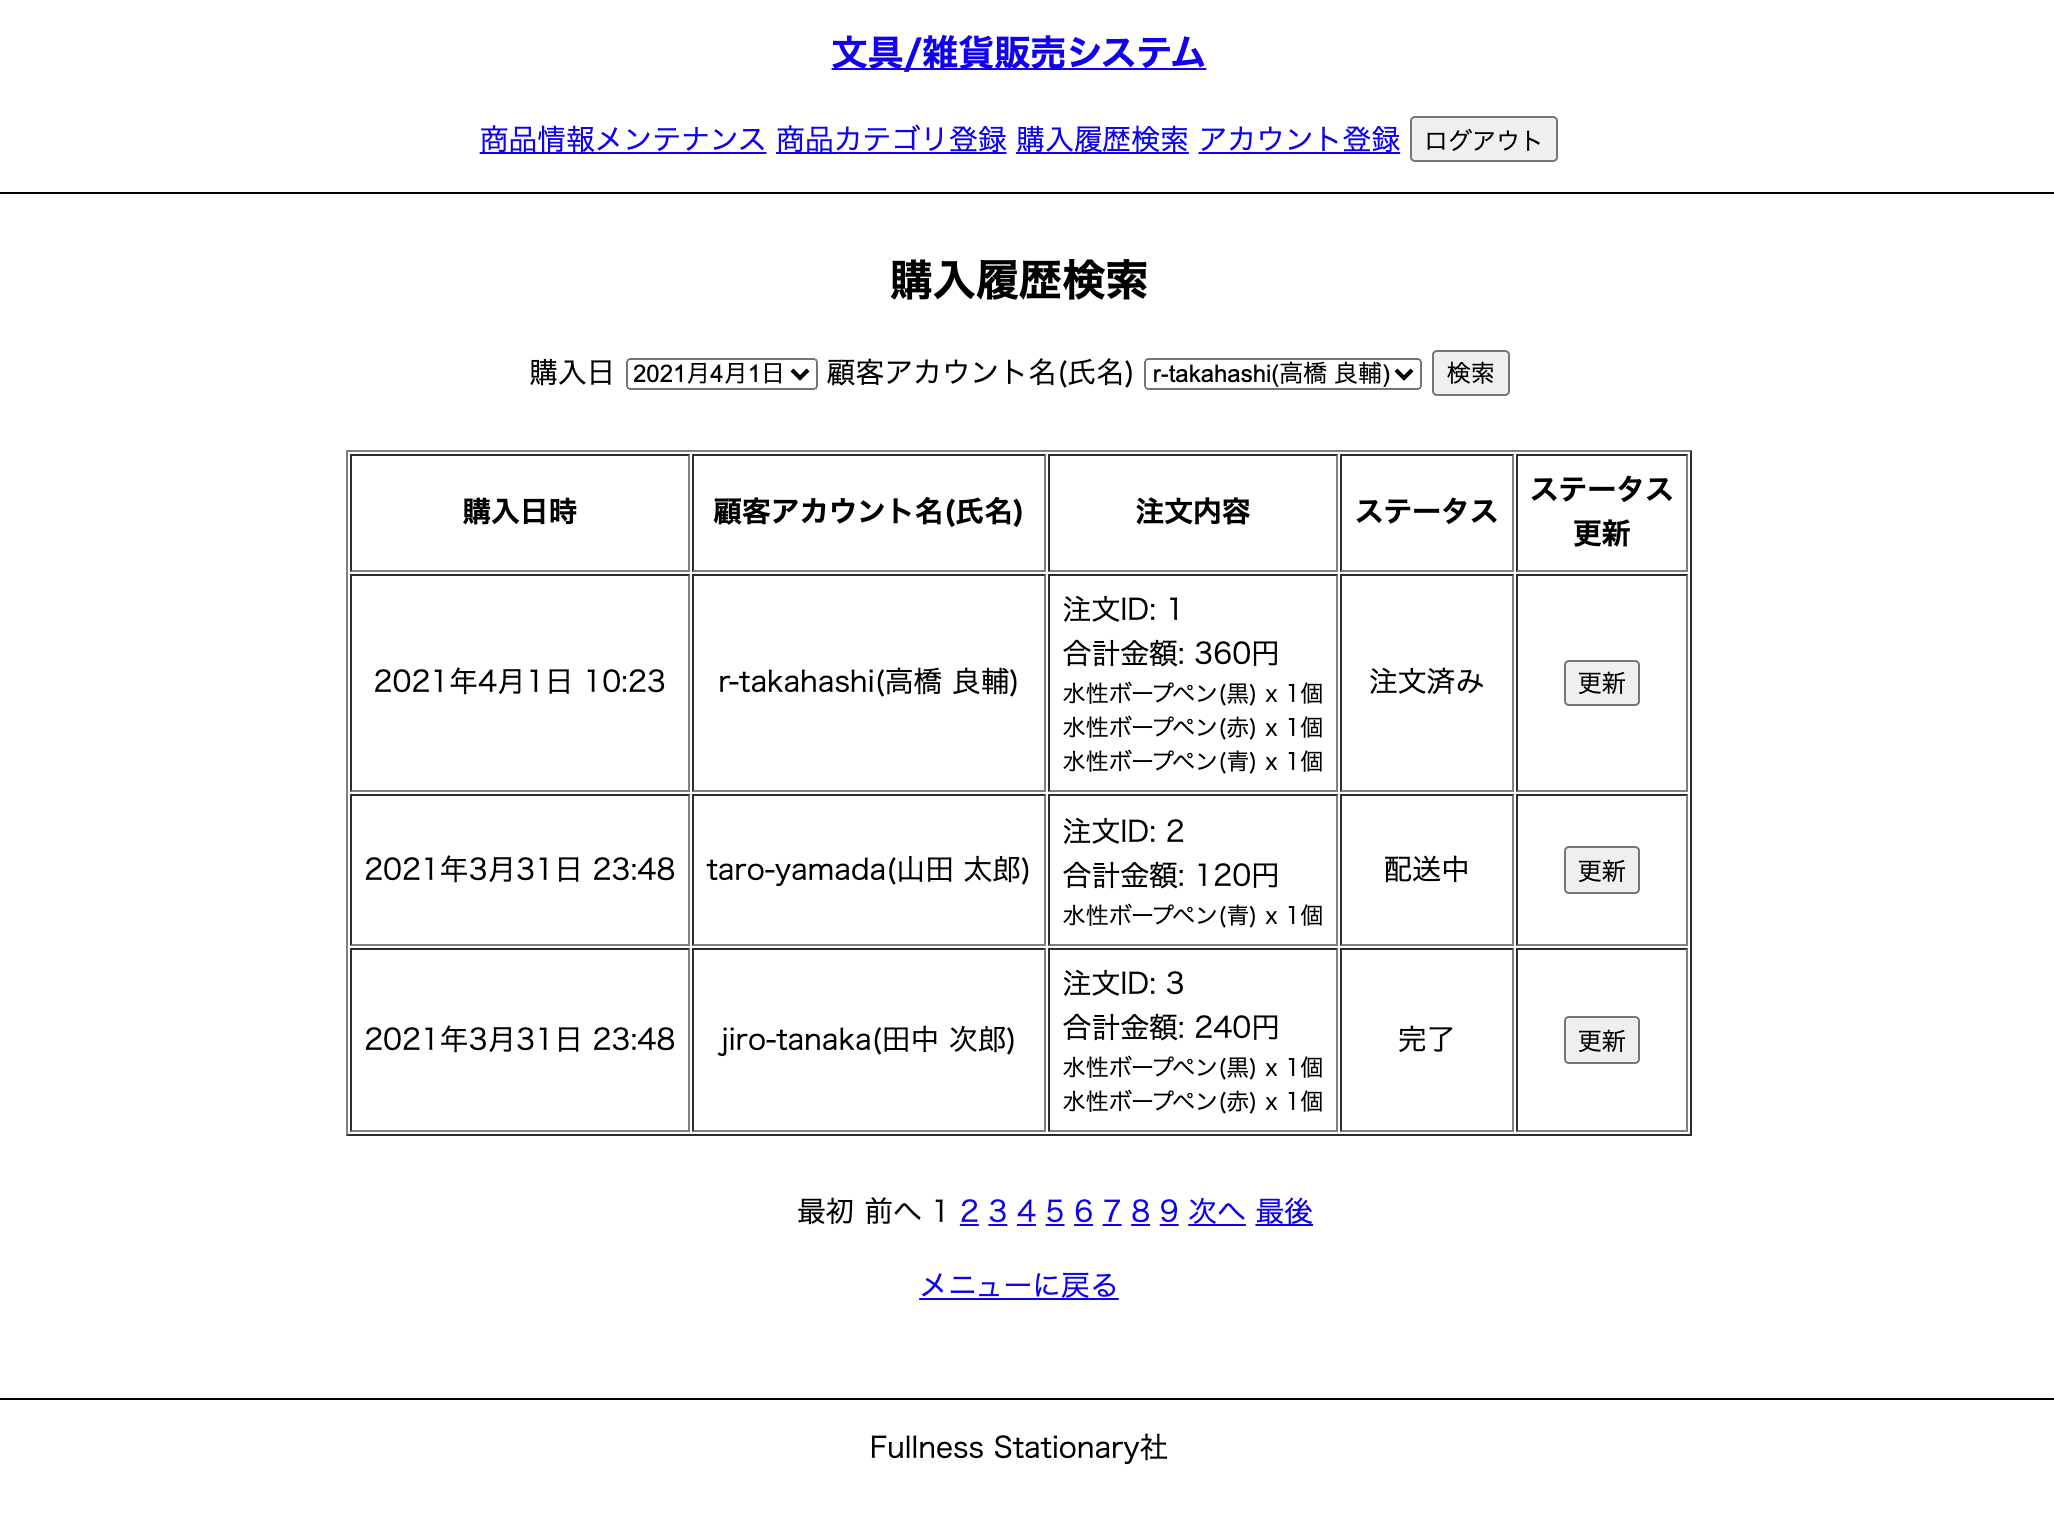 文具/雑貨販売システム
商品情報メンテナンス 商品カテゴリ登録 購入履歴検索 アカウント登録 ログアウト
購入履歴検索
購入日 2021月4月1日 顧客アカウント名(氏名) r-takahashi(高橋 良輔) 検索
購入日時 顧客アカウント名(氏名) 注文内容 ステータス ステータス
更新
2021年4月1日 10:23 r-takahashi(高橋 良輔) 注文ID: 1
合計金額: 360円
水性ボープペン(黒) x 1個
水性ボープペン(赤) x 1個
水性ボープペン(青) x 1個
注文済み 更新
2021年3月31日 23:48 taro-yamada(山田 太郎) 注文ID: 2
合計金額: 120円
水性ボープペン(青) x 1個
配送中 更新
2021年3月31日 23:48 jiro-tanaka(田中 次郎) 注文ID: 3
合計金額: 240円
水性ボープペン(黒) x 1個
水性ボープペン(赤) x 1個
完了 更新
最初 前へ 1 2 3 4 5 6 7 8 9 次へ 最後
メニューに戻る
Fullness Stationary社